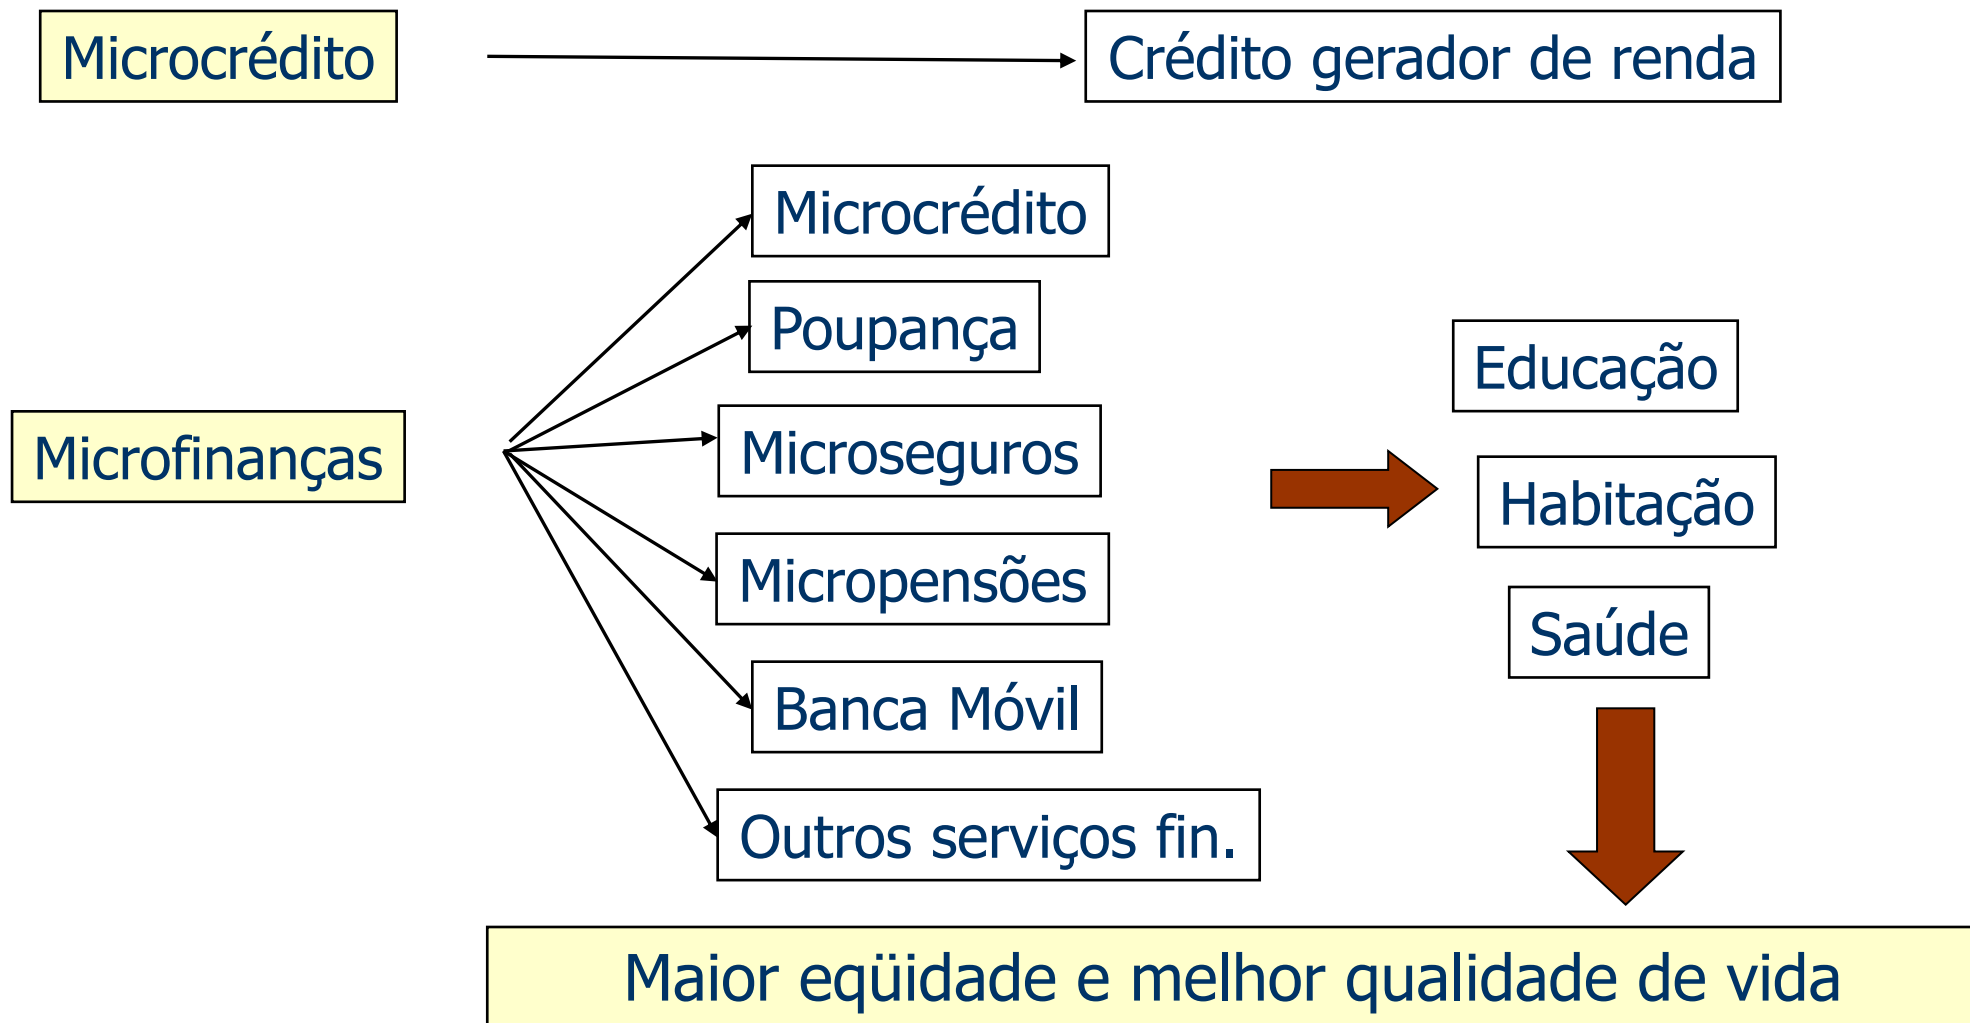 Microcrédito
Crédito gerador de renda
Microfinanças
Microcrédito
Poupança
Microseguros
Micropensões
Banca Móvil
Outros serviços fin.
Educação
Habitação
Saúde
Maior eqüidade e melhor qualidade de vida